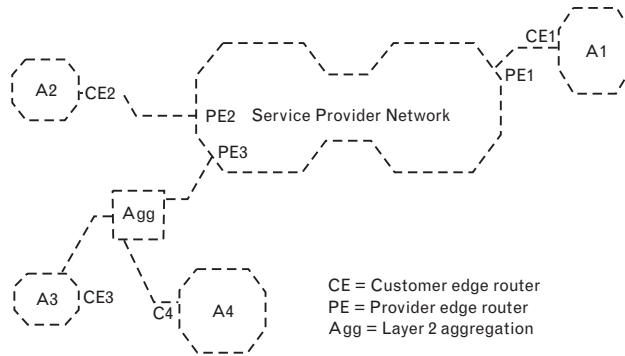 CE1
A1
PE1
A2
CE2
PE2
Service Provider Network
PE3
Agg
A3
CE3
C4
A4
CE = Customer edge router
PE = Provider edge router
Agg = Layer 2 aggregation